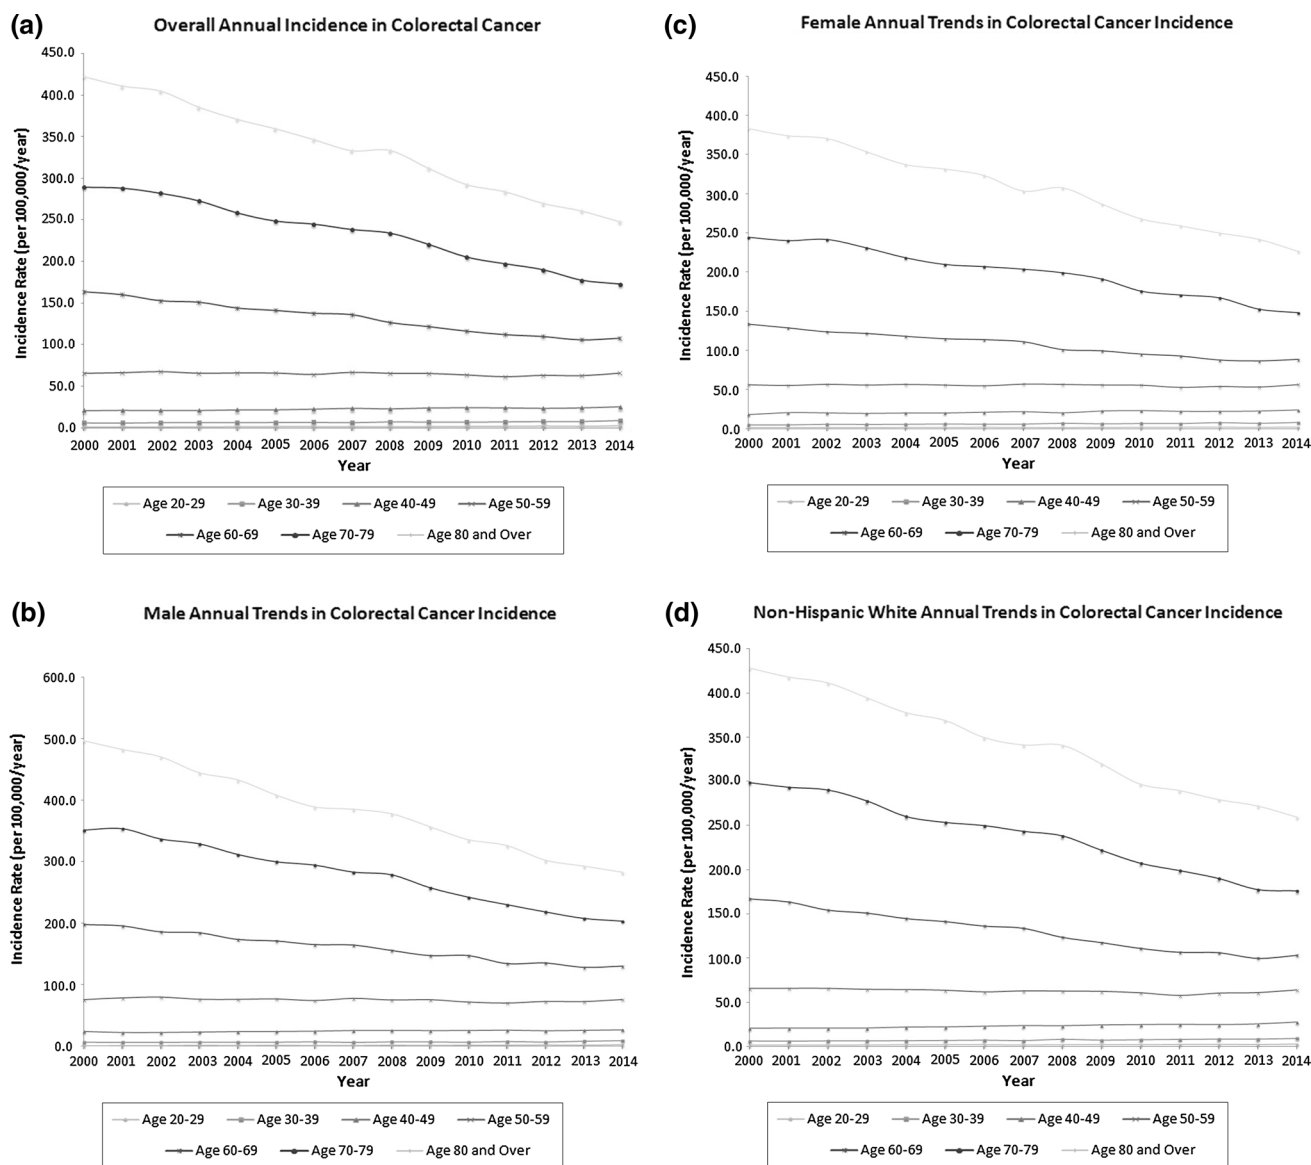 (a)
Overall Annual Incidence in Colorectal Cancer
450.0
400.0
350.0
300.0
250.0
200.0
150.0
100.0
50.0
0.0
Incidence Rate (per 100,000/year)
2000 2001 2002 2003 2004 2005 2006 2007 2008 2009 2010 2011 2012 2013 2014
Year
Age 20-29 Age 30-39 Age 40-49 Age 50-59
Age 60-69 Age 70-79 Age 80 and Over
(c)
Female Annual Trends in Colorectal Cancer Incidence
450.0
400.0
350.0
300.0
250.0
200.0
150.0
100.0
50.0
0.0
Incidence Rate (per 100,000/year)
2000 2001 2002 2003 2004 2005 2006 2007 2008 2009 2010 2011 2012 2013 2014
Year
Age 20-29 Age 30-39 Age 40-49 Age 50-59
Age 60-69 Age 70-79 Age 80 and Over
(b)
Male Annual Trends in Colorectal Cancer Incidence
600.0
500.0
400.0
300.0
200.0
100.0
0.0
Incidence Rate (per 100,000/year)
2000 2001 2002 2003 2004 2005 2006 2007 2008 2009 2010 2011 2012 2013 2014
Year
Age 20-29 Age 30-39 Age 40-49 Age 50-59
Age 60-69 Age 70-79 Age 80 and Over
(d)
Non-Hispanic White Annual Trends in Colorectal Cancer Incidence
450.0
400.0
350.0
300.0
250.0
200.0
150.0
100.0
50.0
0.0
Incidence Rate (per 100,000/year)
2000 2001 2002 2003 2004 2005 2006 2007 2008 2009 2010 2011 2012 2013 2014
Year
Age 20-29 Age 30-39 Age 40-49 Age 50-59
Age 60-69 Age 70-79 Age 80 and Over